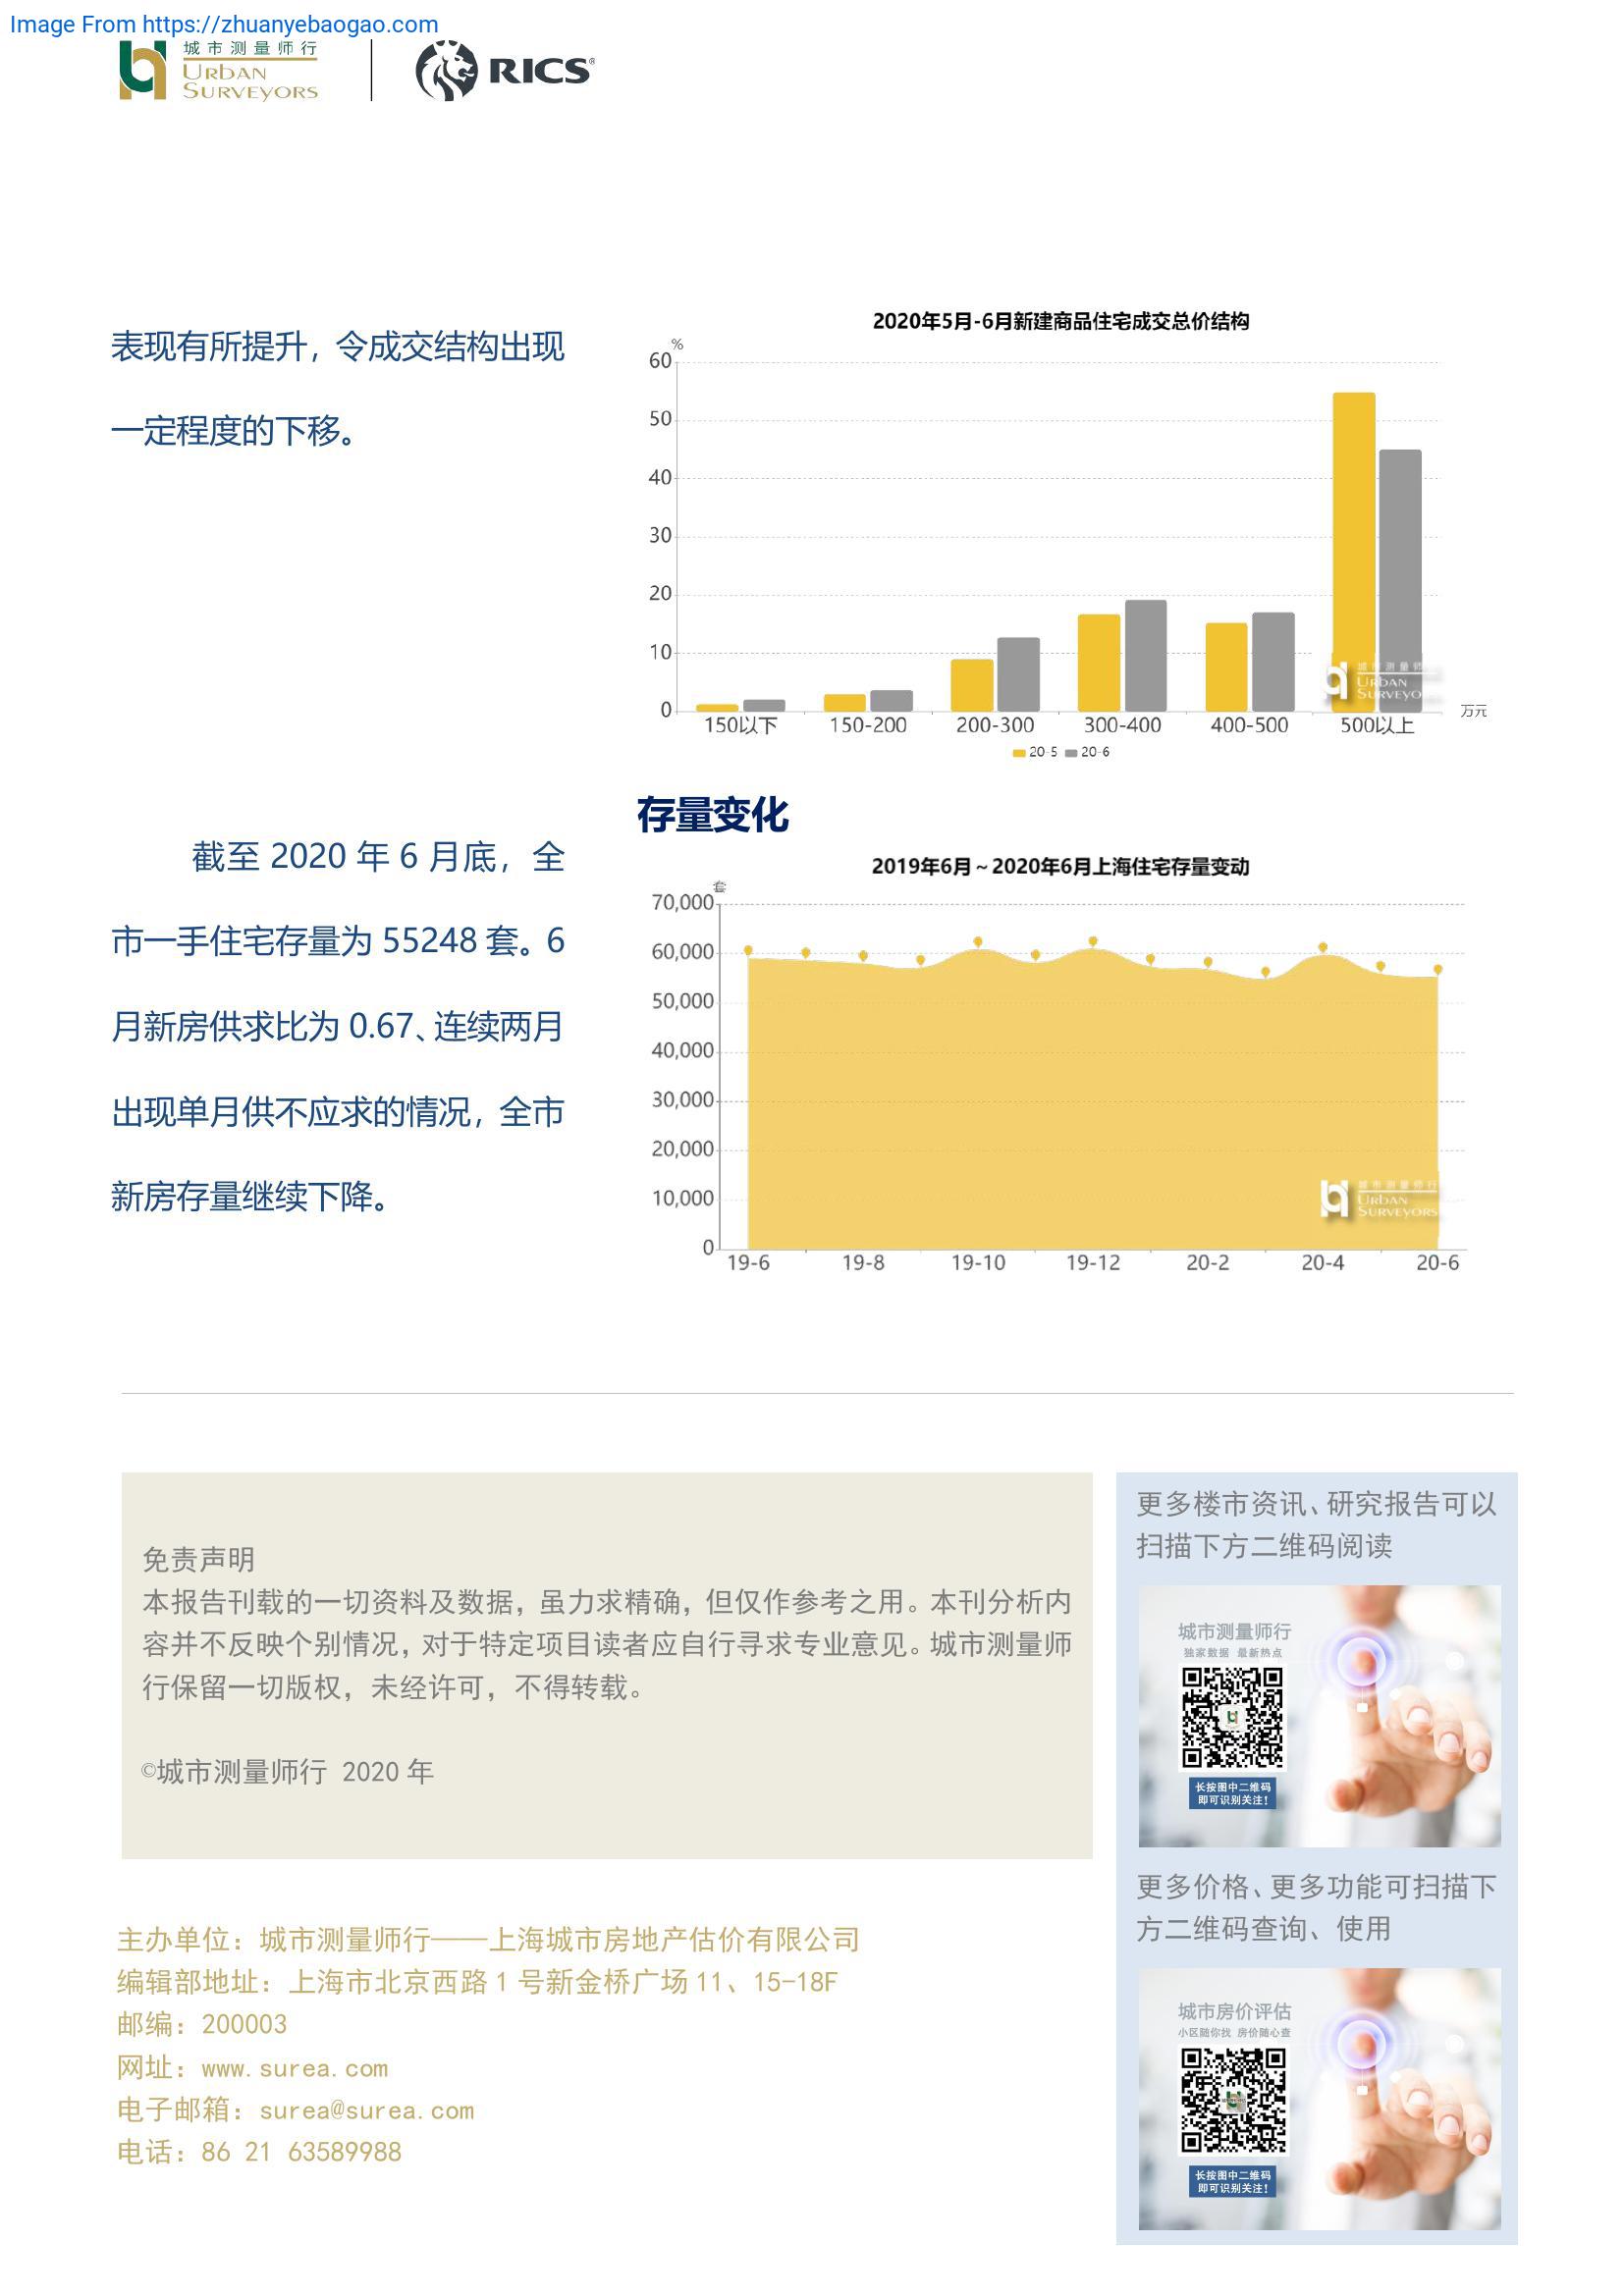 Image From https://zhuanyebaogao.com
城市测量师行
URBAN
SURVEYORS
RICS®
表现有所提升，令成交结构出现
一定程度的下移。
2020年5月-6月新建商品住宅成交总价结构
%
60
50
40
30
20
10
0
150以下 150-200 200-300 300-400 400-500 500以上 万元
20-5 20-6
城市测量师
URBAN
SURVEYO
存量变化
截至 2020 年 6 月底，全
市一手住宅存量为 55248 套。6
月新房供求比为 0.67、连续两月
出现单月供不应求的情况，全市
新房存量继续下降。
2019年6月～2020年6月上海住宅存量变动
套
70,000
60,000
50,000
40,000
30,000
20,000
10,000
0
19-6 19-8 19-10 19-12 20-2 20-4 20-6
城市测量师行
URBAN
SURVEYORS
免责声明
本报告刊载的一切资料及数据，虽力求精确，但仅作参考之用。本刊分析内
容并不反映个别情况，对于特定项目读者应自行寻求专业意见。城市测量师
行保留一切版权，未经许可，不得转载。
©城市测量师行 2020 年
主办单位：城市测量师行——上海城市房地产估价有限公司
编辑部地址：上海市北京西路 1 号新金桥广场 11、15-18F
邮编：200003
网址：www.surea.com
电子邮箱：surea@surea.com
电话：86 21 63589988
更多楼市资讯、研究报告可以
扫描下方二维码阅读
城市测量师行
独家数据 最新热点
长按图中二维码
即可识别关注！
更多价格、更多功能可扫描下
方二维码查询、使用
城市房价评估
小区随你找 房价随心查
长按图中二维码
即可识别关注！